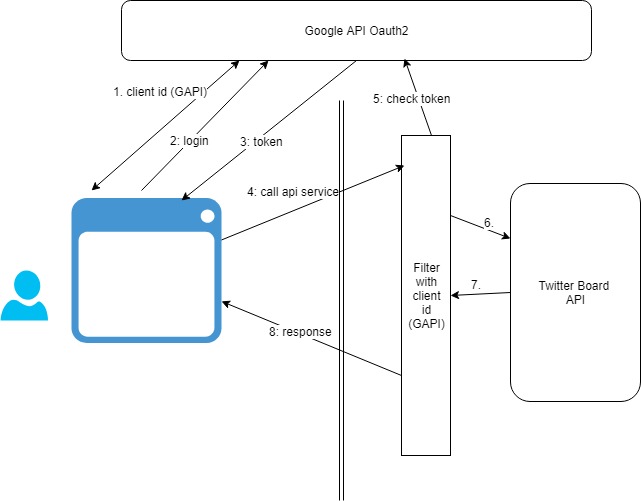 Google API Oauth2
1. client id (GAPI)
5: check token
2: login
3: token
4: call api service
6.
Filter
with
client
id
(GAPI)
7.
Twitter Board
API
8: response